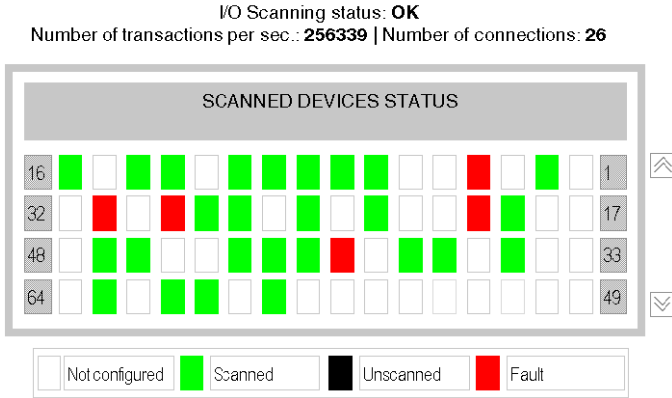 I/O Scanning status: OK
Number of transactions per sec.: 256339 | Number of connections: 26
SCANNED DEVICES STATUS
16 1
32 17
48 33
64 49
Not configured Scanned Unscanned Fault